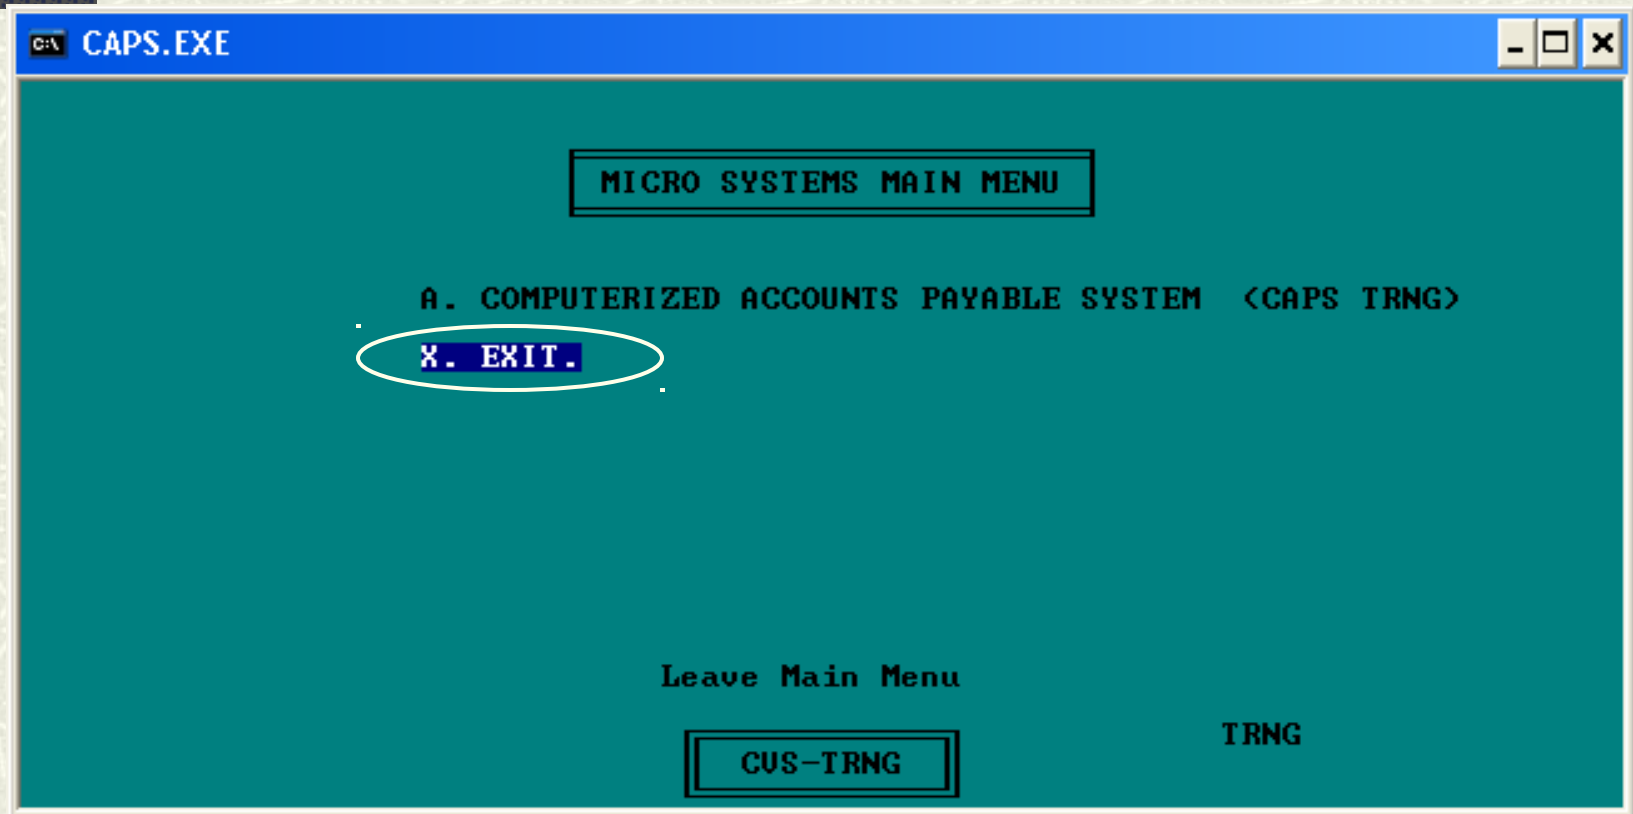 C:\ CAPS.EXE
MICRO SYSTEMS MAIN MENU
A. COMPUTERIZED ACCOUNTS PAYABLE SYSTEM <CAPS TRNG>
X. EXIT.
Leave Main Menu
TRNG
CVS-TRNG